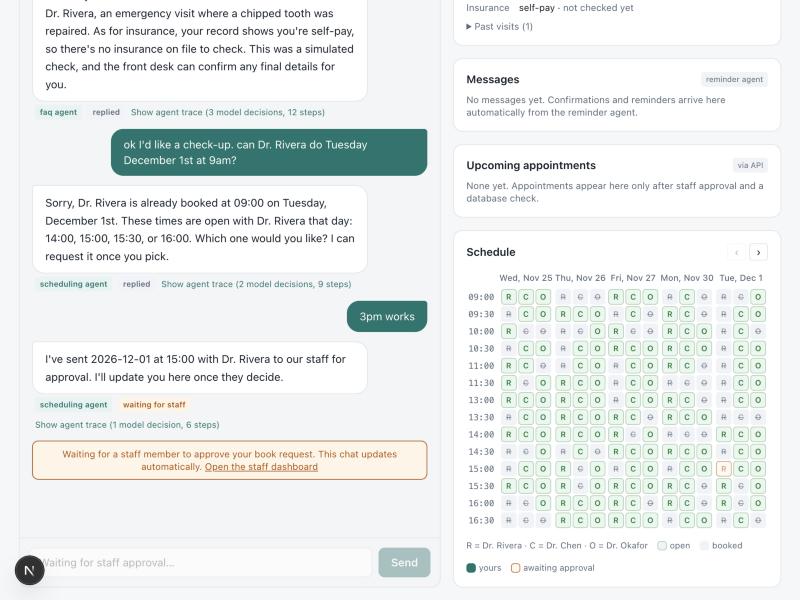 Dr. Rivera, an emergency visit where a chipped tooth was
repaired. As for insurance, your record shows you're self-pay,
so there's no insurance on file to check. This was a simulated
check, and the front desk can confirm any final details for
you.
faq agent replied Show agent trace (3 model decisions, 12 steps)
ok I'd like a check-up. can Dr. Rivera do Tuesday
December 1st at 9am?
Sorry, Dr. Rivera is already booked at 09:00 on Tuesday,
December 1st. These times are open with Dr. Rivera that day:
14:00, 15:00, 15:30, or 16:00. Which one would you like? I can
request it once you pick.
scheduling agent replied Show agent trace (2 model decisions, 9 steps)
3pm works
I've sent 2026-12-01 at 15:00 with Dr. Rivera to our staff for
approval. I'll update you here once they decide.
scheduling agent waiting for staff
Show agent trace (1 model decision, 6 steps)
Waiting for a staff member to approve your book request. This chat updates
automatically. Open the staff dashboard
Waiting for staff approval...
Send
N
Insurance self-pay · not checked yet
▶ Past visits (1)
Messages
reminder agent
No messages yet. Confirmations and reminders arrive here
automatically from the reminder agent.
Upcoming appointments
via API
None yet. Appointments appear here only after staff approval and a
database check.
Schedule
‹ ›
Wed, Nov 25 Thu, Nov 26 Fri, Nov 27 Mon, Nov 30 Tue, Dec 1
09:00 R C O R C O R C O R C O R C O
09:30 R C O R C O R C O R C O R C O
10:00 R C O R C O R C O R C O R C O
10:30 R C O R C O R C O R C O R C O
11:00 R C O R C O R C O R C O R C O
11:30 R C O R C O R C O R C O R C O
13:00 R C O R C O R C O R C O R C O
13:30 R C O R C O R C O R C O R C O
14:00 R C O R C O R C O R C O R C O
14:30 R C O R C O R C O R C O R C O
15:00 R C O R C O R C O R C O R C O
15:30 R C O R C O R C O R C O R C O
16:00 R C O R C O R C O R C O R C O
16:30 R C O R C O R C O R C O R C O
R = Dr. Rivera · C = Dr. Chen · O = Dr. Okafor open booked
yours awaiting approval